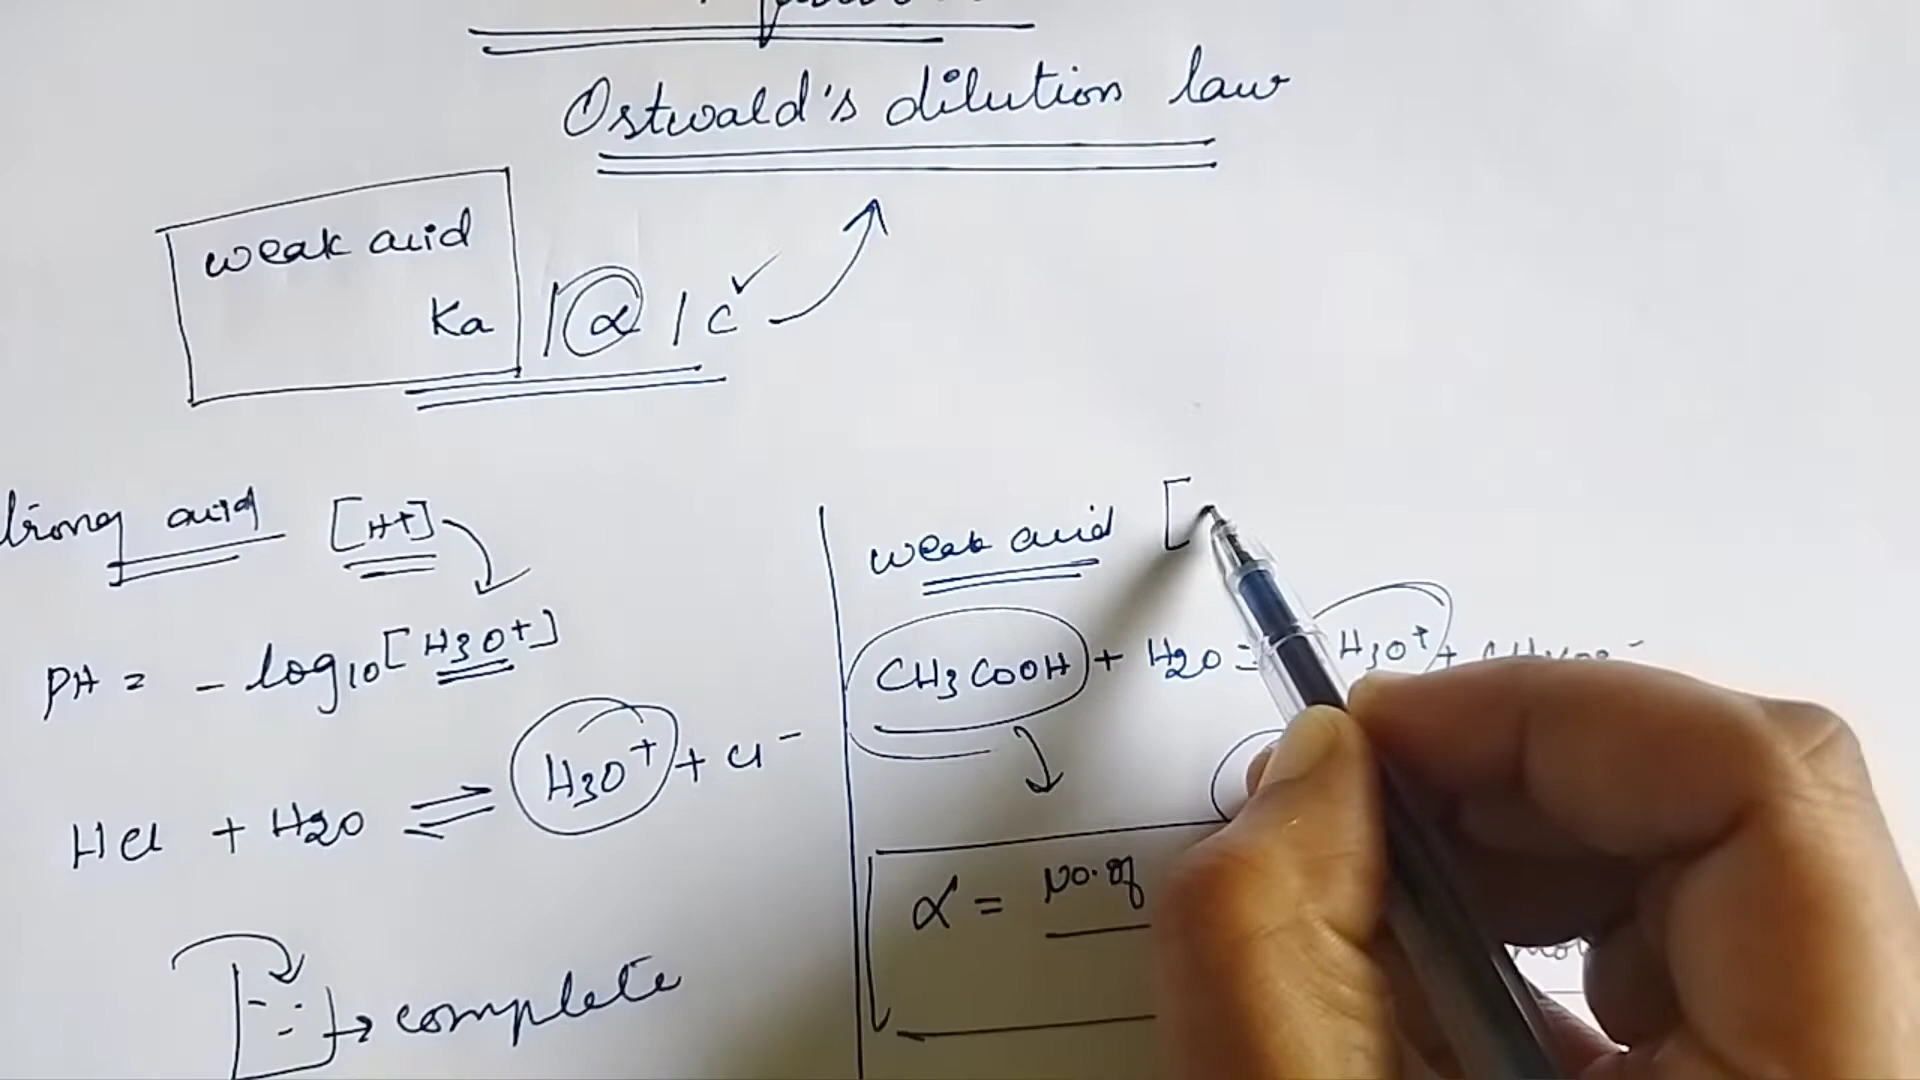 Ostwald's dilution law
weak acid
Ka / α / c
strong acid [H+]
PH = - log10[H3O+]
HCl + H2O ⇌ H3O+ + Cl-
complete
weak acid [
CH3COOH + H2O H3O+ +
α = No. of